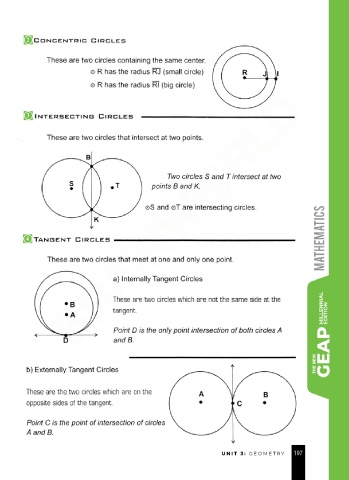 CONCENTRIC CIRCLES
These are two circles containing the same center.
⊙ R has the radius RJ (small circle)
⊙ R has the radius RI (big circle)
R J I
INTERSECTING CIRCLES
These are two circles that intersect at two points.
B
S
T
K
Two circles S and T intersect at two
points B and K.
⊙S and ⊙T are intersecting circles.
TANGENT CIRCLES
These are two circles that meet at one and only one point.
a) Internally Tangent Circles
B
A
D
These are two circles which are not the same side at the
tangent.
Point D is the only point intersection of both circles A
and B.
b) Externally Tangent Circles
These are the two circles which are on the
opposite sides of the tangent.
Point C is the point of intersection of circles
A and B.
A
B
C
MATHEMATICS
THE NEW
GEAP
MILLENNIAL
EDITION
UNIT 3: GEOMETRY 197